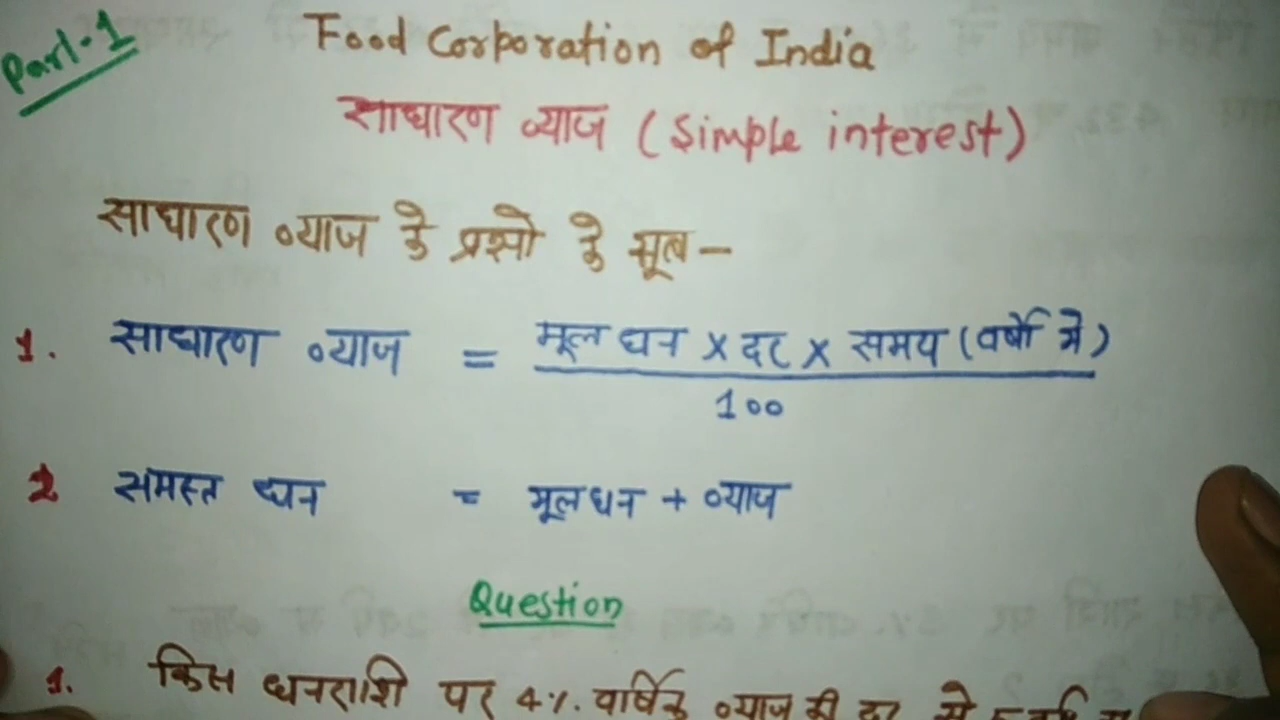 Part-1
Food Corporation of India
साधारण ब्याज (Simple interest)
साधारण ब्याज के प्रश्नो के सूत्र –
1. साधारण ब्याज = मूल धन × दर × समय (वर्षो मे)
100
2 समस्त धन = मूलधन + ब्याज
Question
1. किस धनराशि पर 4%. वार्षिक ब्याज की दर से